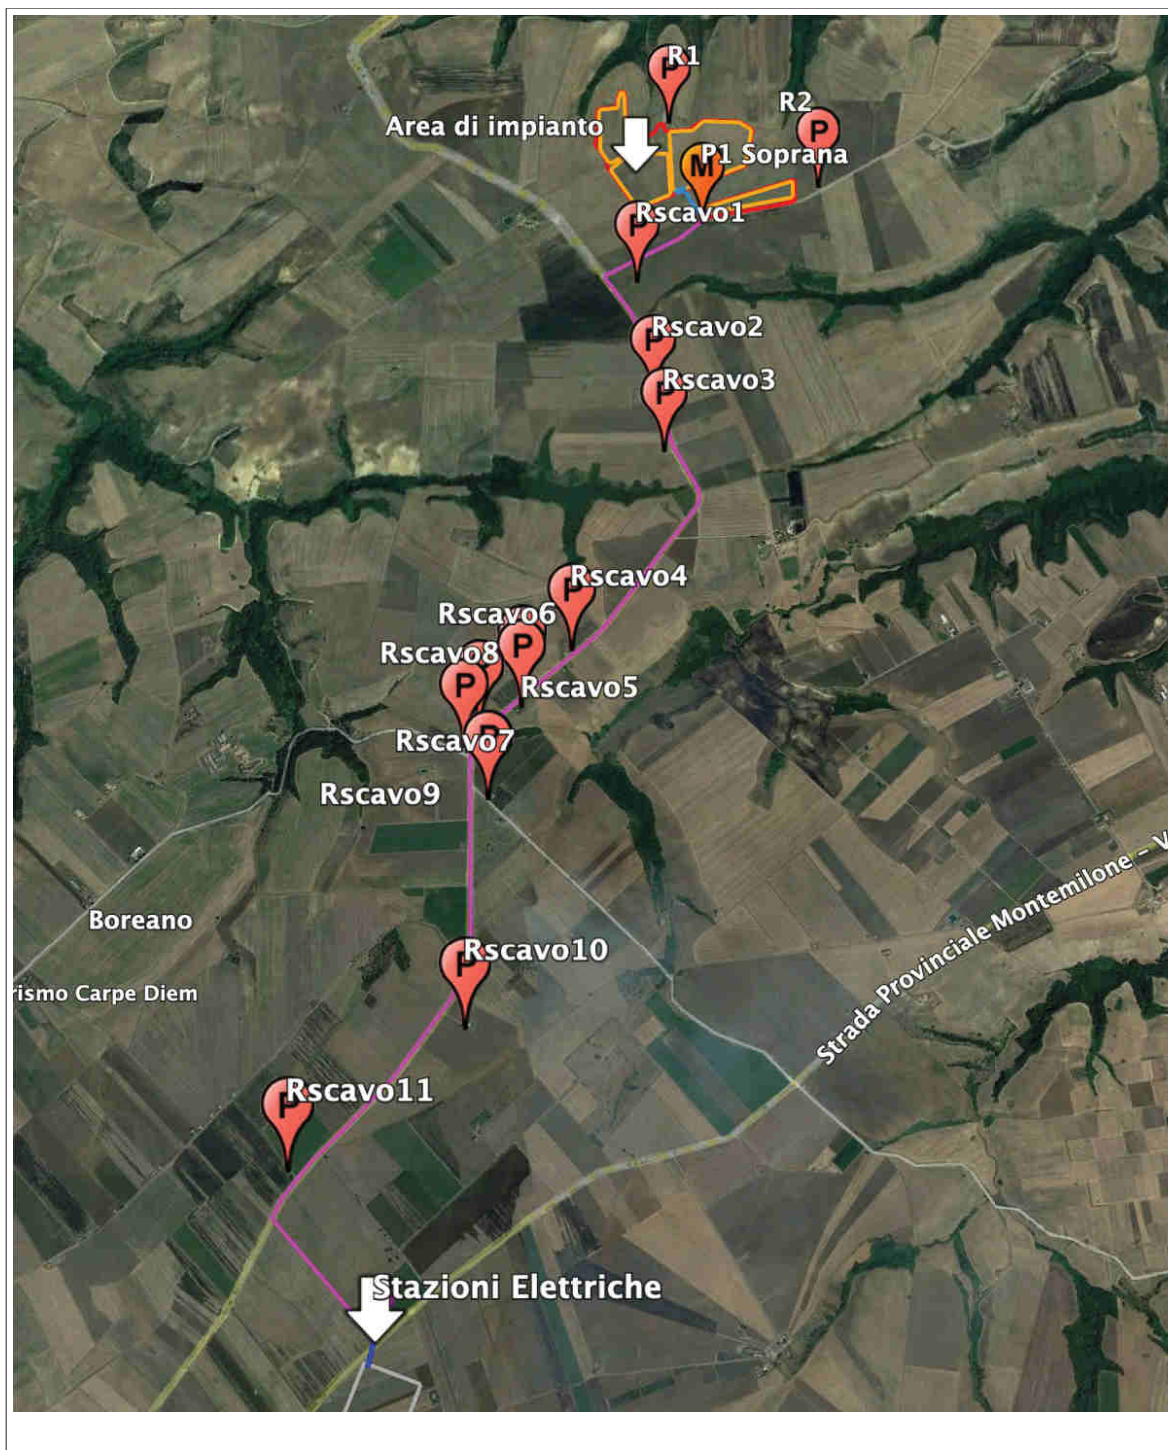 R1
R2
Area di impianto
P1 Soprana
P
P
M
Rscavo1
P
Rscavo2
P
Rscavo3
P
Rscavo4
P
Rscavo6
P
Rscavo8
P
Rscavo5
Rscavo7
P
Rscavo9
Boreano
Rscavo10
P
rismo Carpe Diem
Strada Provinciale Montemilone - V
Rscavo11
P
Stazioni Elettriche